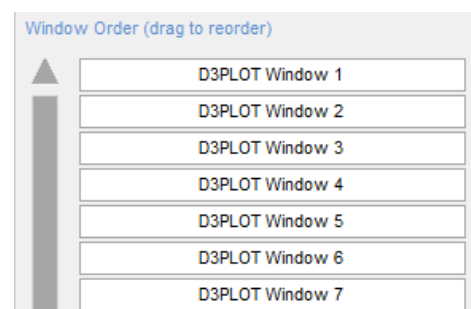 Window Order (drag to reorder)
D3PLOT Window 1
D3PLOT Window 2
D3PLOT Window 3
D3PLOT Window 4
D3PLOT Window 5
D3PLOT Window 6
D3PLOT Window 7